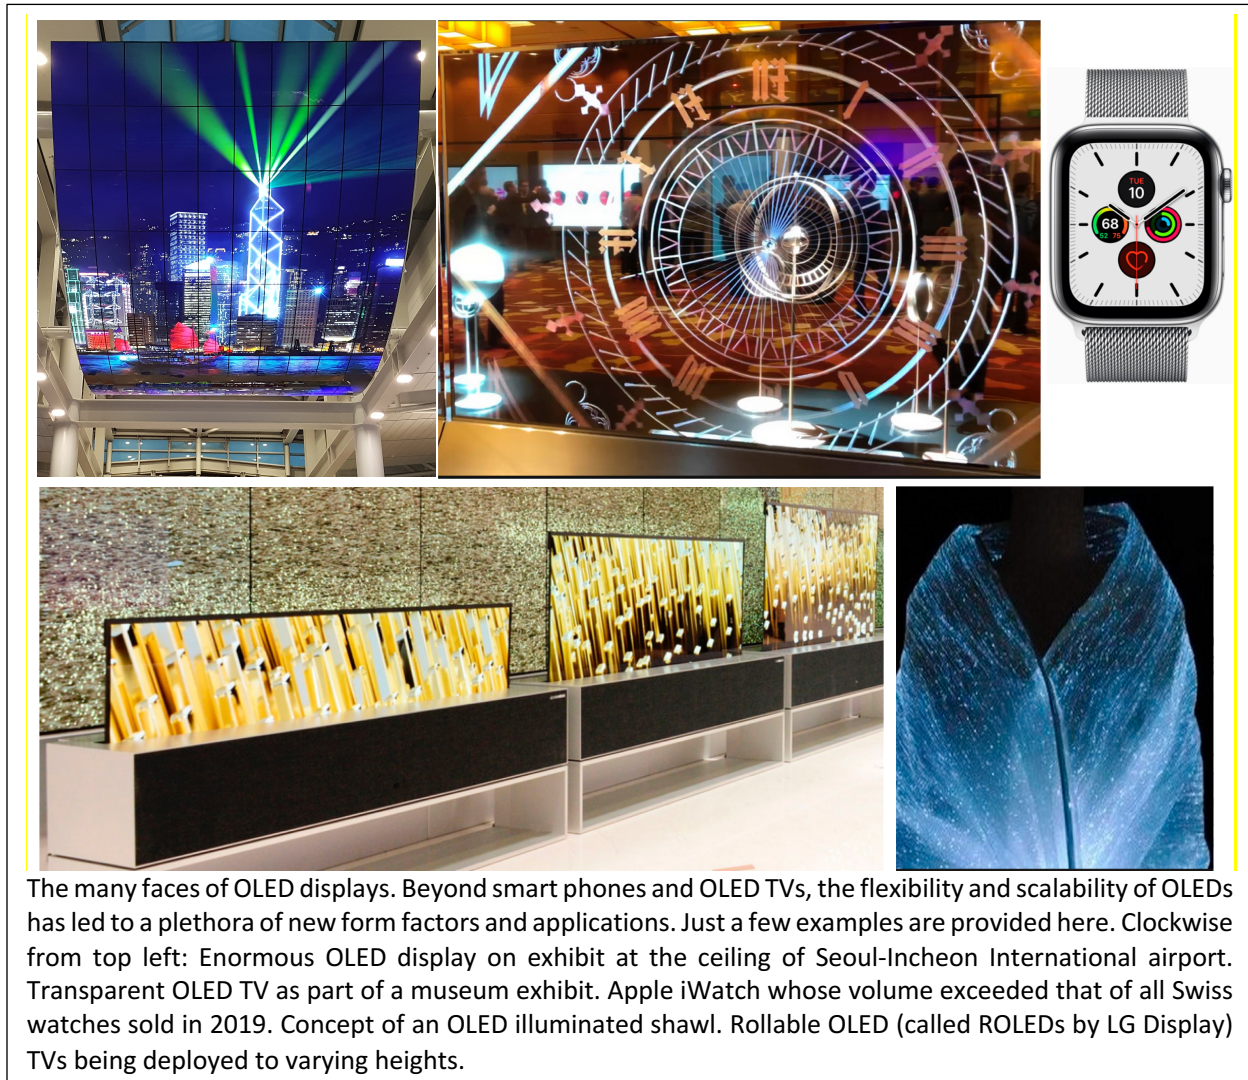 TUE
10
68
52 75
The many faces of OLED displays. Beyond smart phones and OLED TVs, the flexibility and scalability of OLEDs
has led to a plethora of new form factors and applications. Just a few examples are provided here. Clockwise
from top left: Enormous OLED display on exhibit at the ceiling of Seoul-Incheon International airport.
Transparent OLED TV as part of a museum exhibit. Apple iWatch whose volume exceeded that of all Swiss
watches sold in 2019. Concept of an OLED illuminated shawl. Rollable OLED (called ROLEDs by LG Display)
TVs being deployed to varying heights.